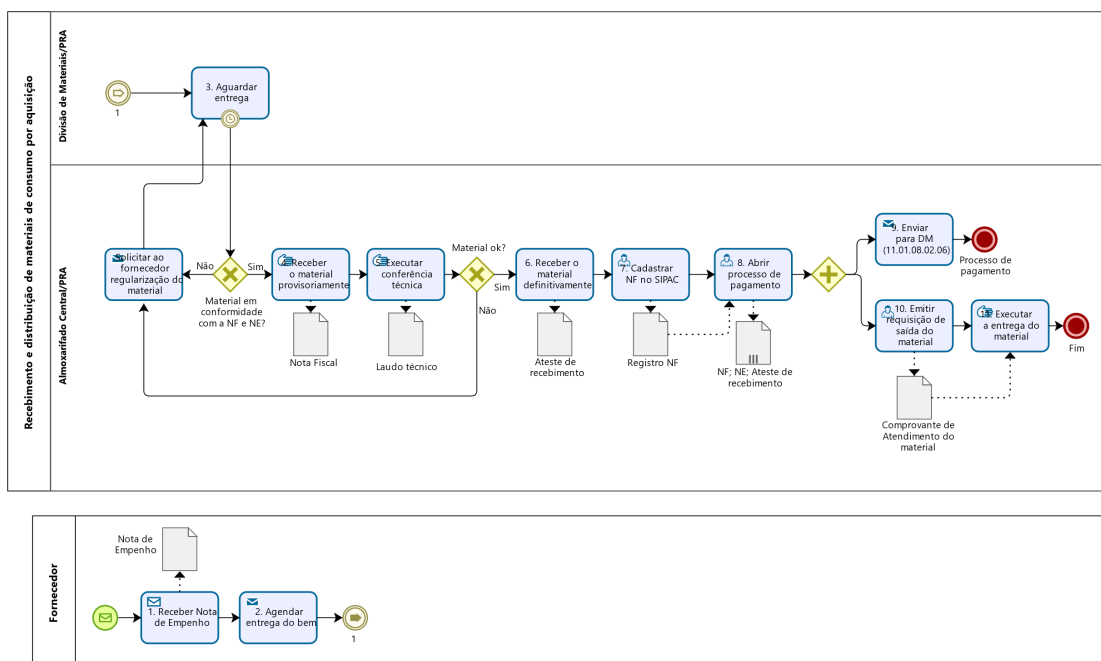 Recebimento e distribuição de materiais de consumo por aquisição
Divisão de Materiais/PRA
1
3. Aguardar
entrega
Almoxarifado Central/PRA
Solicitar ao
fornecedor
regularização do
material
Não
Sim
Material em
conformidade
com a NF e NE?
Receber
o material
provisoriamente
Nota Fiscal
Executar
conferência
técnica
Laudo técnico
Material ok?
Sim
Não
6. Receber o
material
definitivamente
Ateste de
recebimento
7. Cadastrar
NF no SIPAC
Registro NF
8. Abrir
processo de
pagamento
NF; NE; Ateste de
recebimento
9. Enviar
para DM
(11.01.08.02.06)
Processo de
pagamento
10. Emitir
requisição de
saída do
material
Comprovante de
Atendimento do
material
Executar
a entrega do
material
Fim
Fornecedor
Nota de
Empenho
1. Receber Nota
de Empenho
2. Agendar
entrega do bem
1